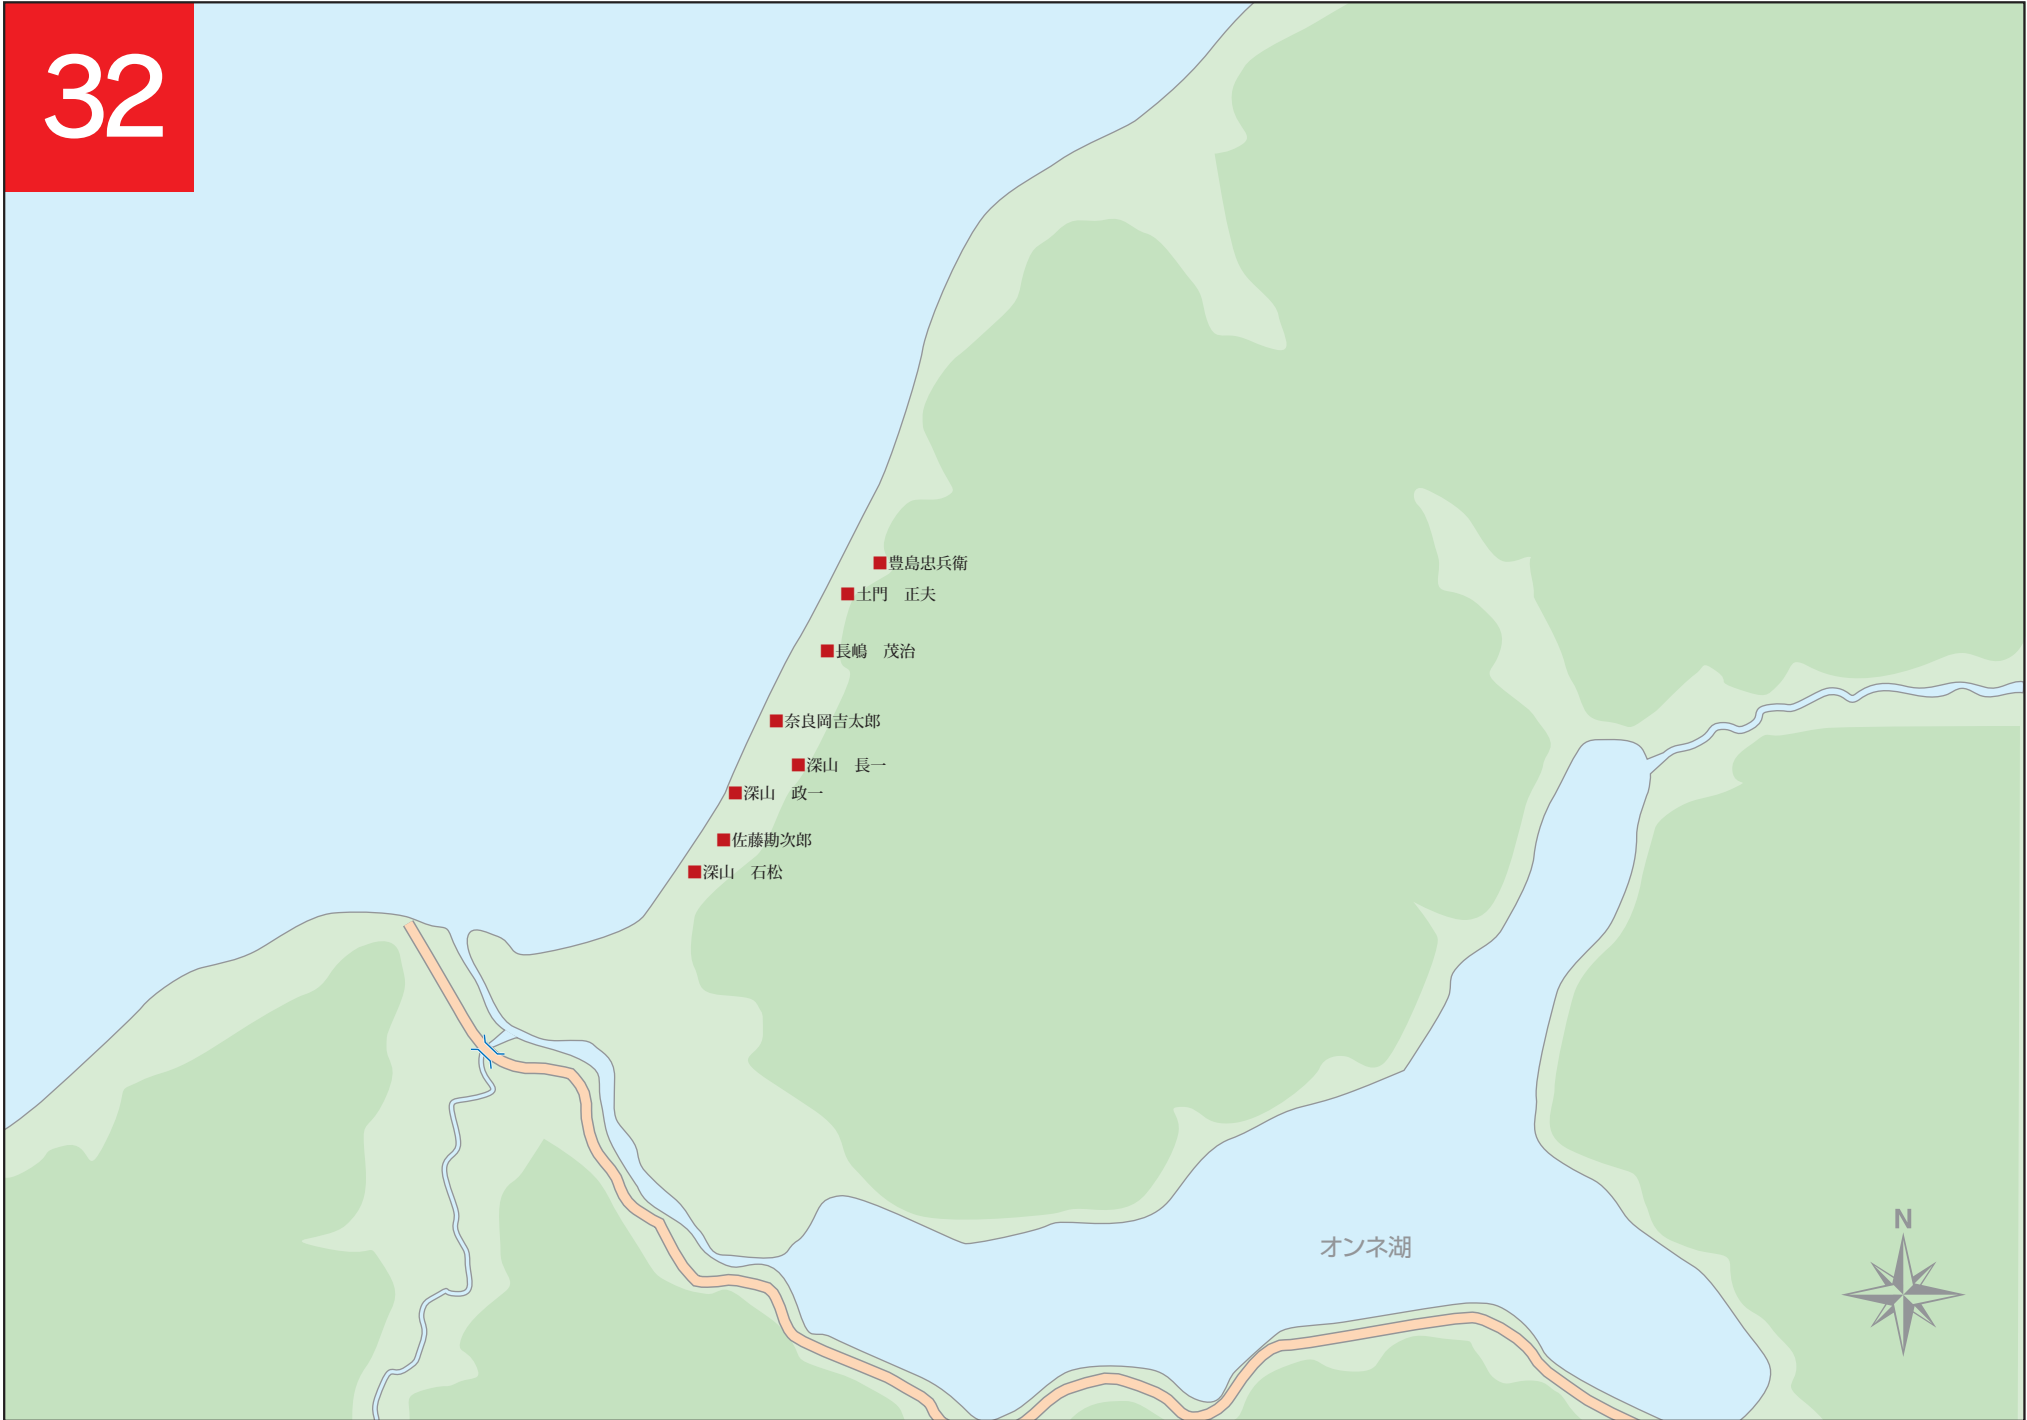 32
豊島忠兵衛
土門　正夫
長嶋　茂治
奈良岡吉太郎
深山　長一
深山　政一
佐藤勘次郎
深山　石松
N
オンネ湖